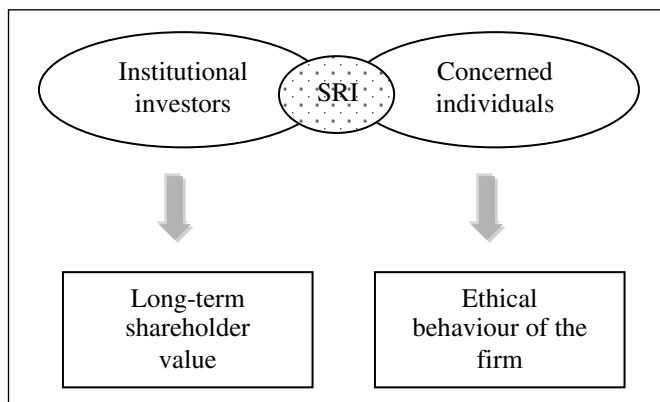 Institutional
investors
SRI
Concerned
individuals
Long-term
shareholder
value
Ethical
behaviour of the
firm